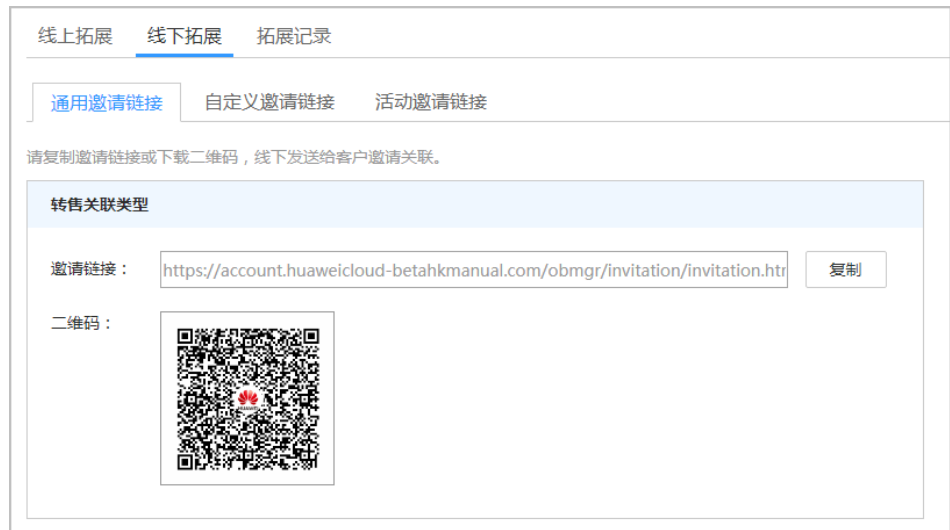 线上拓展 线下拓展 拓展记录
通用邀请链接 自定义邀请链接 活动邀请链接
请复制邀请链接或下载二维码，线下发送给客户邀请关联。
转售关联类型
邀请链接： https://account.huaweicloud-betahkmanual.com/obmgr/invitation/invitation.htr 复制
二维码：
HUAWEI